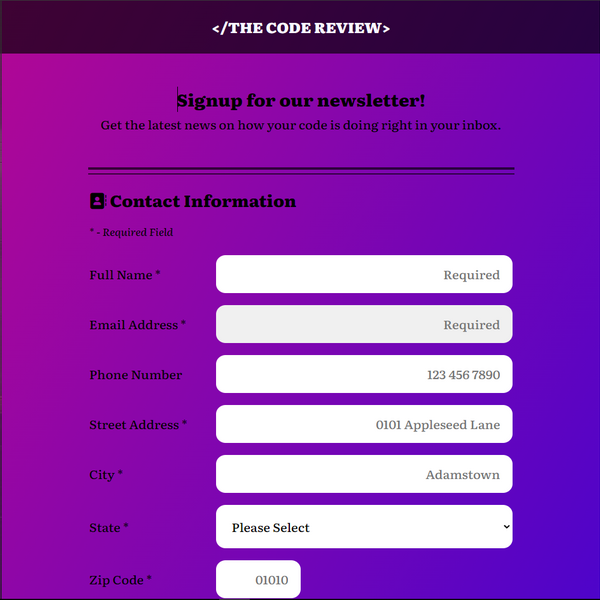 </THE CODE REVIEW>
Signup for our newsletter!
Get the latest news on how your code is doing right in your inbox.
Contact Information
* - Required Field
Full Name * Required
Email Address * Required
Phone Number 123 456 7890
Street Address * 0101 Appleseed Lane
City * Adamstown
State * Please Select
Zip Code * 01010